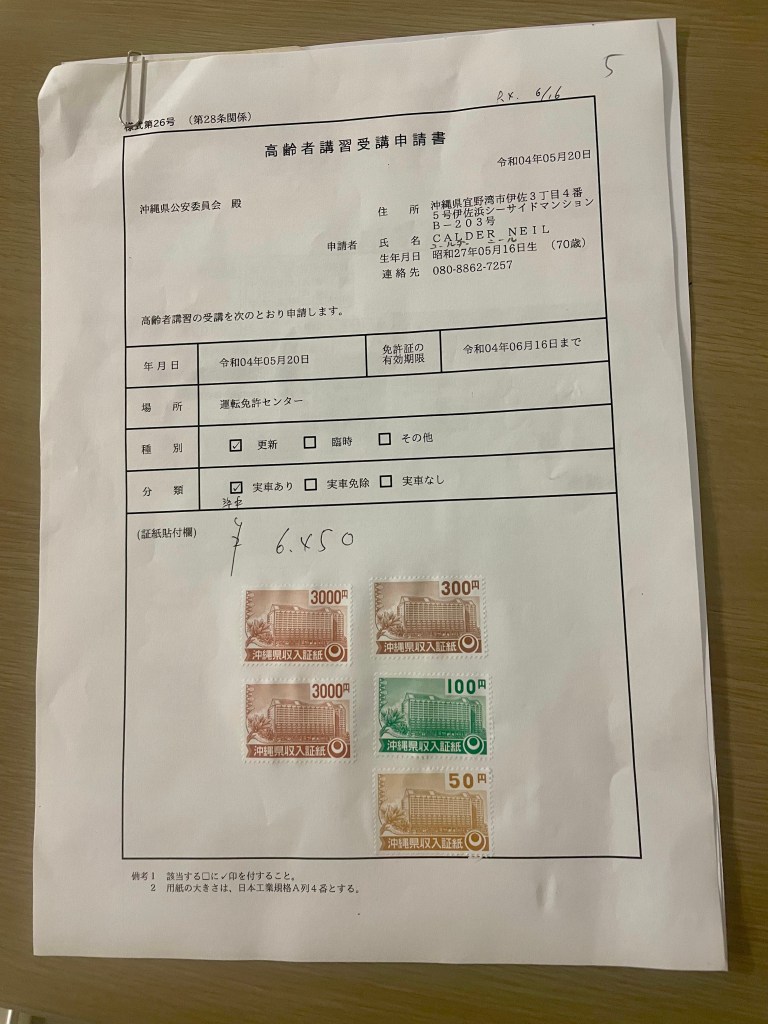 5
6/16
様式第26号 (第28条関係)
高齢者講習受講申請書
令和04年05月20日
沖縄県公安委員会 殿
申請者
住 所 沖縄県宜野湾市伊佐3丁目4番
5号伊佐浜シーサイドマンション
B-203号
氏 名 CALDER NEIL
生年月日 昭和27年05月16日生 (70歳)
連絡先 080-8862-7257
高齢者講習の受講を次のとおり申請します。
年月日 令和04年05月20日 免許証の有効期限 令和04年06月16日まで
場 所 運転免許センター
種 別 ☑ 更新 □ 臨時 □ その他
分 類 ☑ 実車あり □ 実車免除 □ 実車なし
(証紙貼付欄) ¥ 6.450
3000円 沖縄県収入証紙
300円 沖縄県収入証紙
3000円 沖縄県収入証紙
100円 沖縄県収入証紙
50円 沖縄県収入証紙
備考1 該当する□に✓印を付すること。
2 用紙の大きさは、日本工業規格A列4番とする。